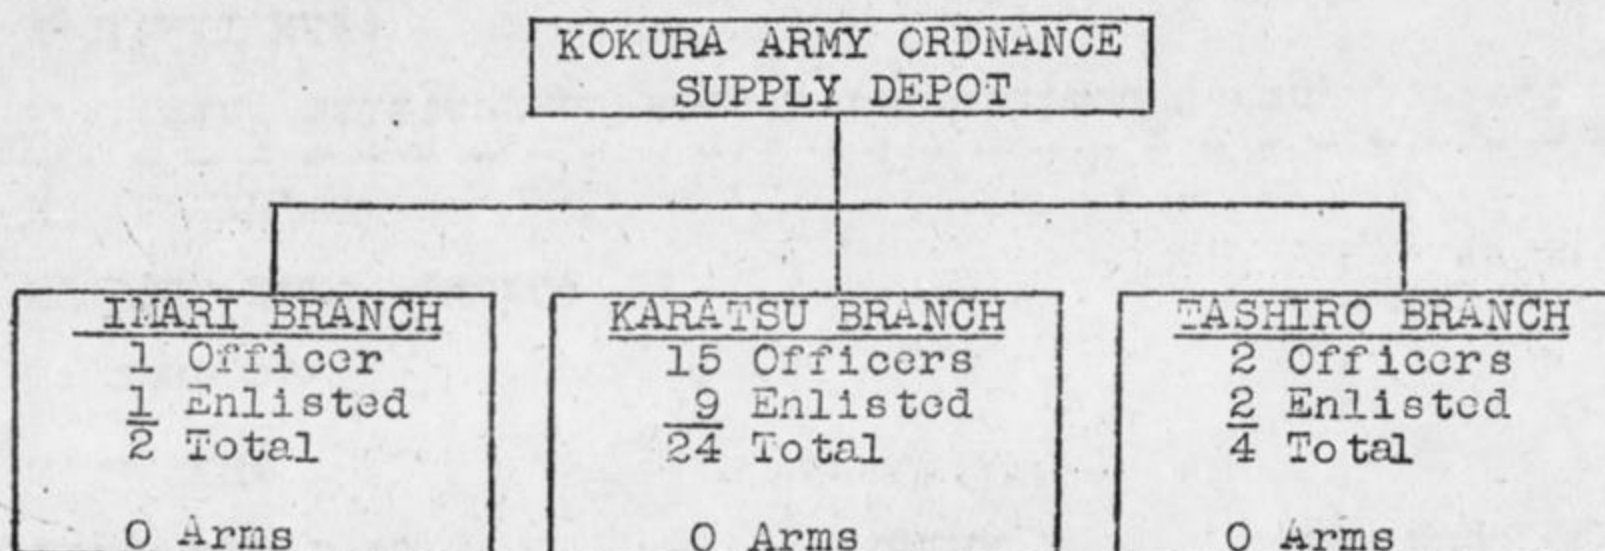 KOKURA ARMY ORDNANCE
SUPPLY DEPOT
IMARI BRANCH
1 Officer
1 Enlisted
2 Total
0 Arms
KARATSU BRANCH
15 Officers
9 Enlisted
24 Total
0 Arms
TASHIRO BRANCH
2 Officers
2 Enlisted
4 Total
0 Arms